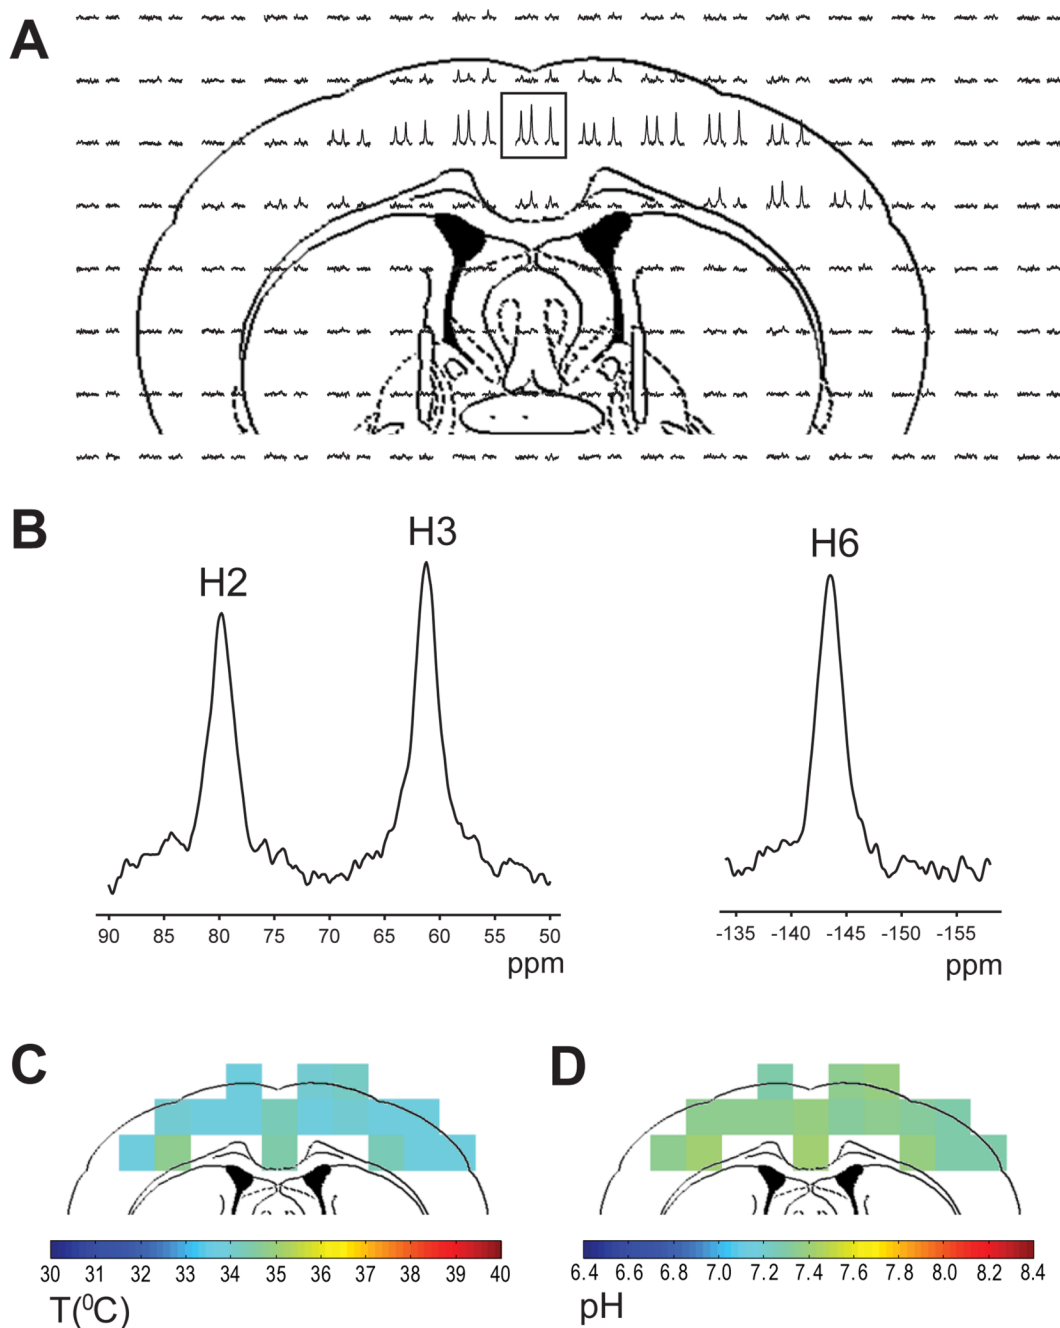 A
B
H2
H3
H6
90 85 80 75 70 65 60 55 50
ppm
-135 -140 -145 -150 -155
ppm
C
D
30 31 32 33 34 35 36 37 38 39 40
T(⁰C)
6.4 6.6 6.8 7.0 7.2 7.4 7.6 7.8 8.0 8.2 8.4
pH